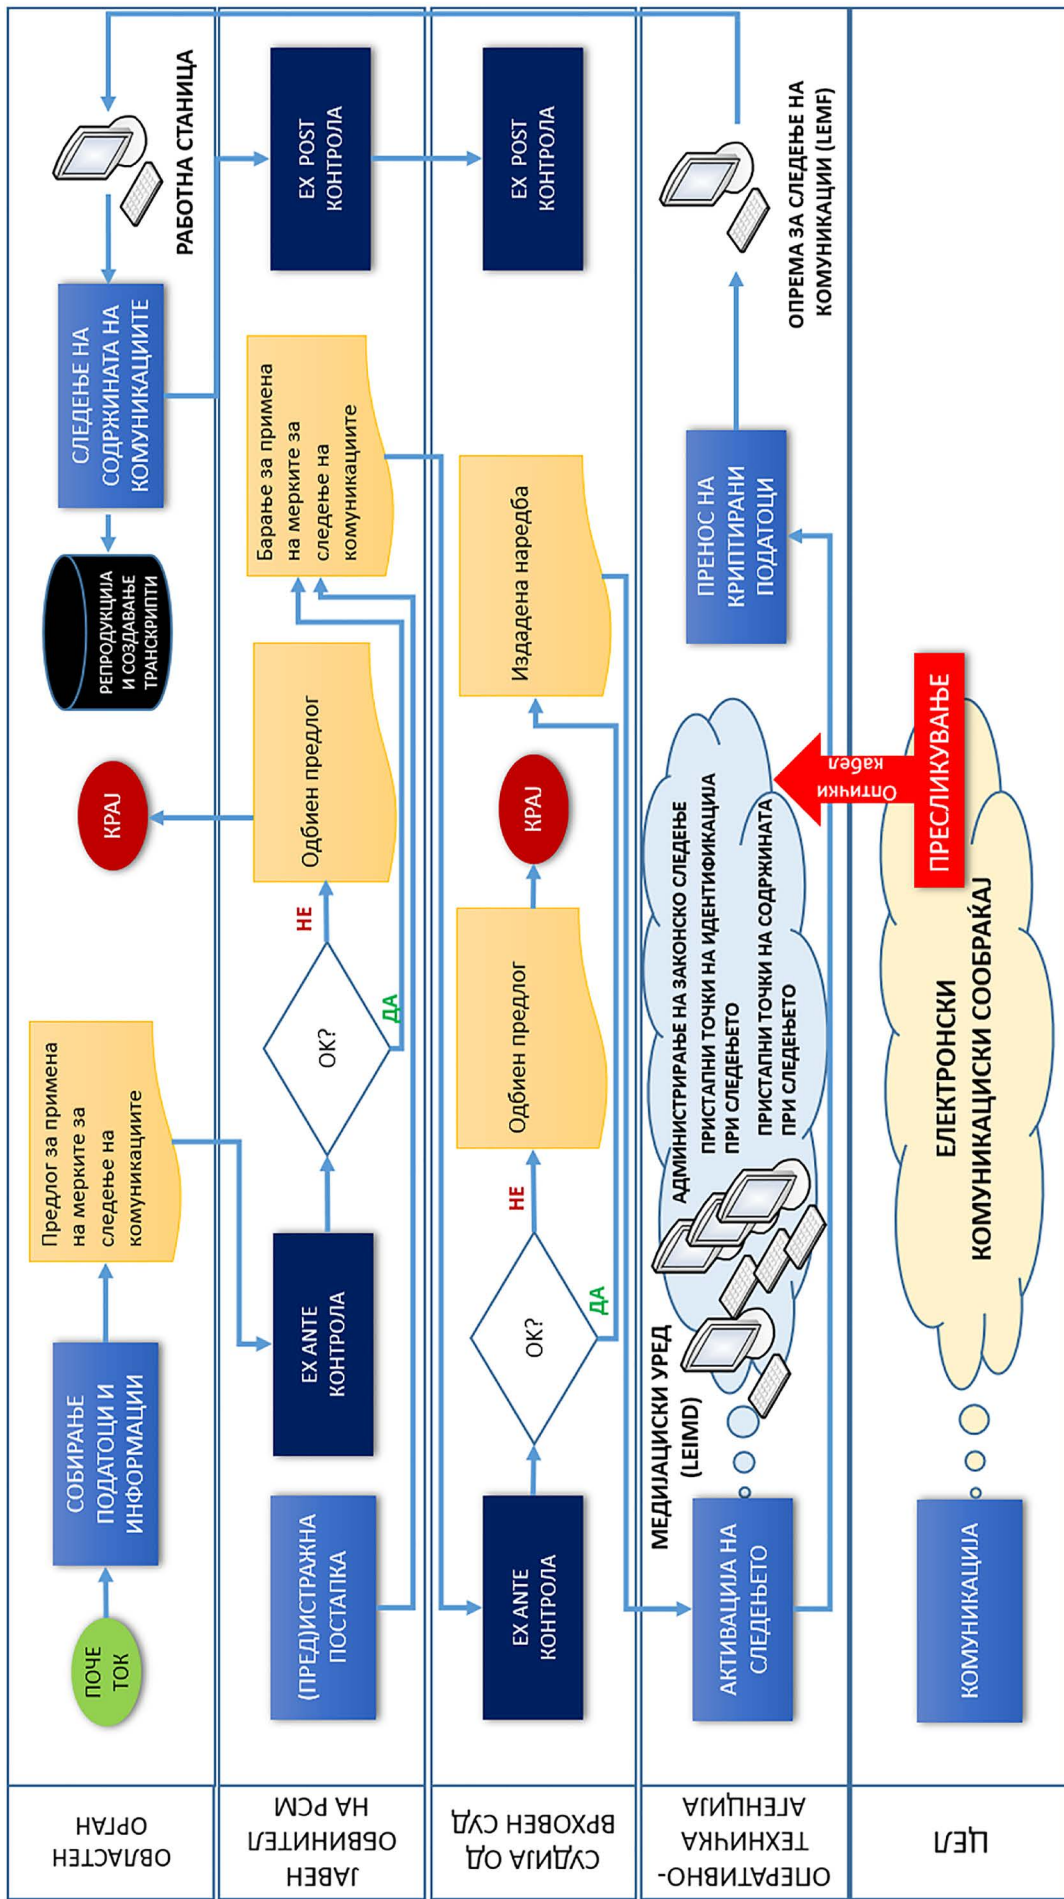 ОВЛАСТЕН
ОРГАН
ПОЧЕ
ТОК
СОБИРАЊЕ
ПОДАТОЦИ И
ИНФОРМАЦИИ
Предлог за примена
на мерките за
следење на
комуникациите
КРАЈ
РЕПРОДУКЦИЈА
И СОЗДАВАЊЕ
ТРАНСКРИПТИ
СЛЕДЕЊЕ НА
СОДРЖИНАТА НА
КОМУНИКАЦИИТЕ
РАБОТНА СТАНИЦА
ЈАВЕН
ОБВИНИТЕЛ
НА РСМ
(ПРЕД)ИСТРАЖНА
ПОСТАПКА
EX ANTE
КОНТРОЛА
ОК?
НЕ
ДА
Одбиен предлог
Барање за примена
на мерките за
следење на
комуникациите
EX POST
КОНТРОЛА
СУДИЈА ОД
ВРХОВЕН СУД
EX ANTE
КОНТРОЛА
ОК?
НЕ
ДА
Одбиен предлог
КРАЈ
Издадена наредба
EX POST
КОНТРОЛА
ОПЕРАТИВНО-
ТЕХНИЧКА
АГЕНЦИЈА
АКТИВАЦИЈА НА
СЛЕДЕЊЕТО
МЕДИЈАЦИСКИ УРЕД
(LEIMD)
АДМИНИСТРИРАЊЕ НА ЗАКОНСКО СЛЕДЕЊЕ
ПРИСТАПНИ ТОЧКИ НА ИДЕНТИФИКАЦИЈА
ПРИ СЛЕДЕЊЕТО
ПРИСТАПНИ ТОЧКИ НА СОДРЖИНАТА
ПРИ СЛЕДЕЊЕТО
Оптички
кабел
ПРЕНОС НА
КРИПТИРАНИ
ПОДАТОЦИ
ОПРЕМА ЗА СЛЕДЕЊЕ НА
КОМУНИКАЦИИ (LEMF)
ЦЕЛ
КОМУНИКАЦИЈА
ЕЛЕКТРОНСКИ
КОМУНИКАЦИСКИ СООБРАЌАЈ
ПРЕСЛИКУВАЊЕ